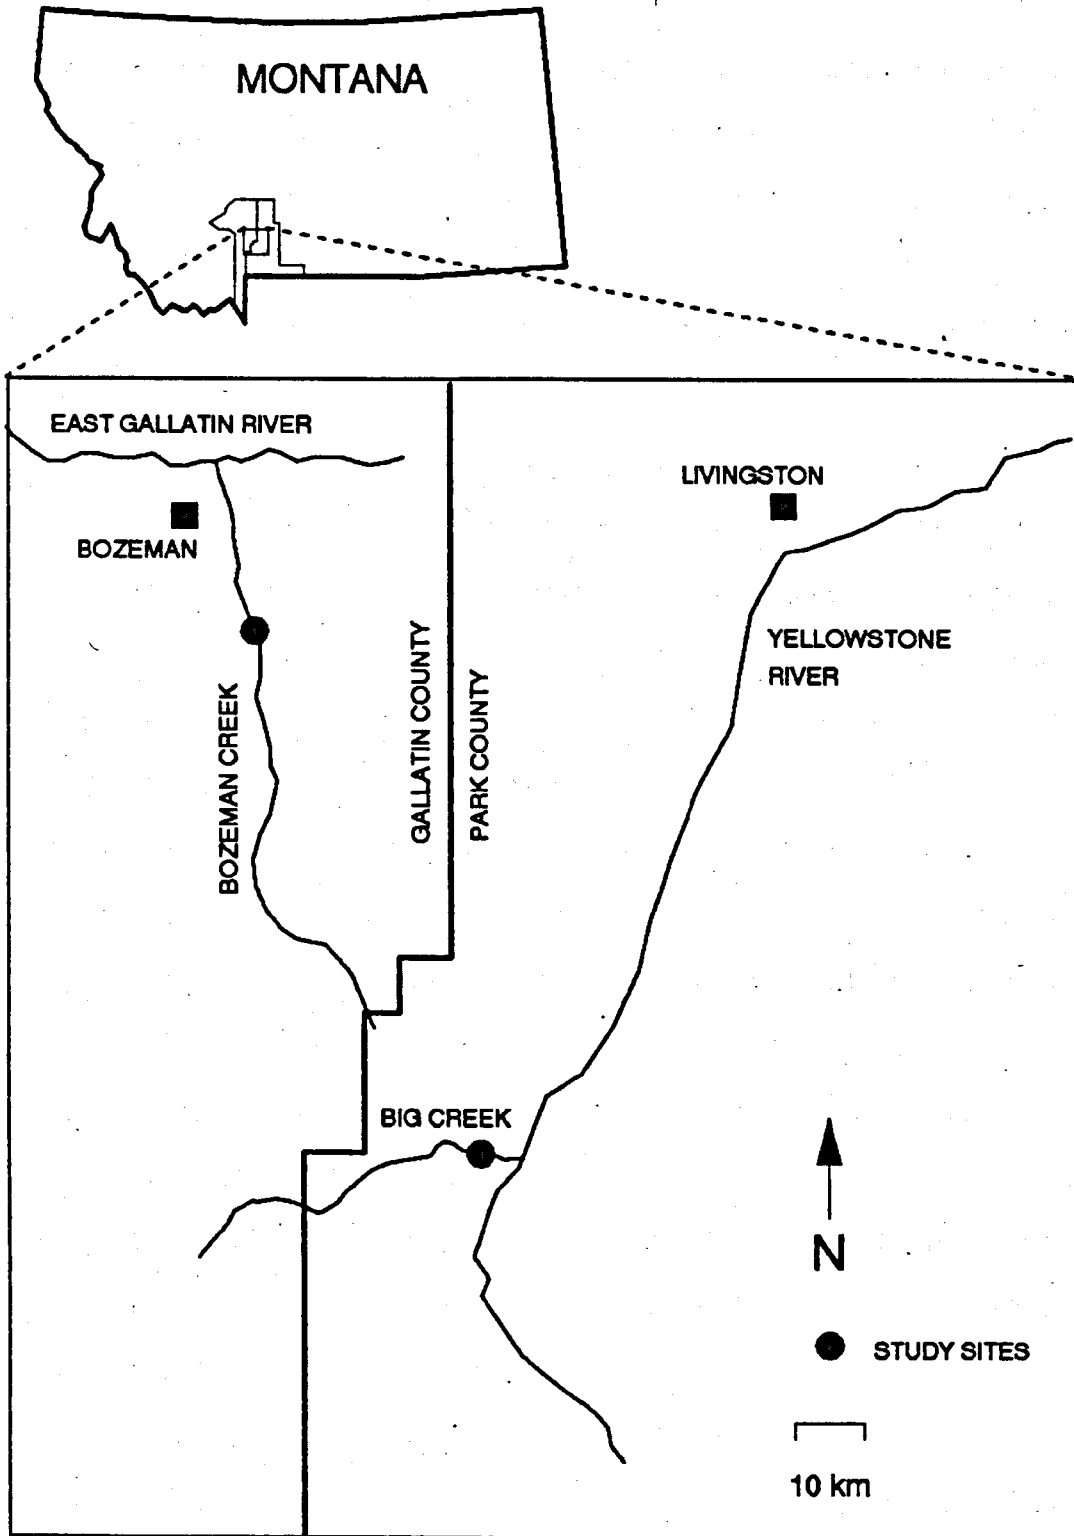 MONTANA
EAST GALLATIN RIVER
LIVINGSTON
BOZEMAN
YELLOWSTONE
RIVER
BOZEMAN CREEK
GALLATIN COUNTY
PARK COUNTY
BIG CREEK
N
STUDY SITES
10 km